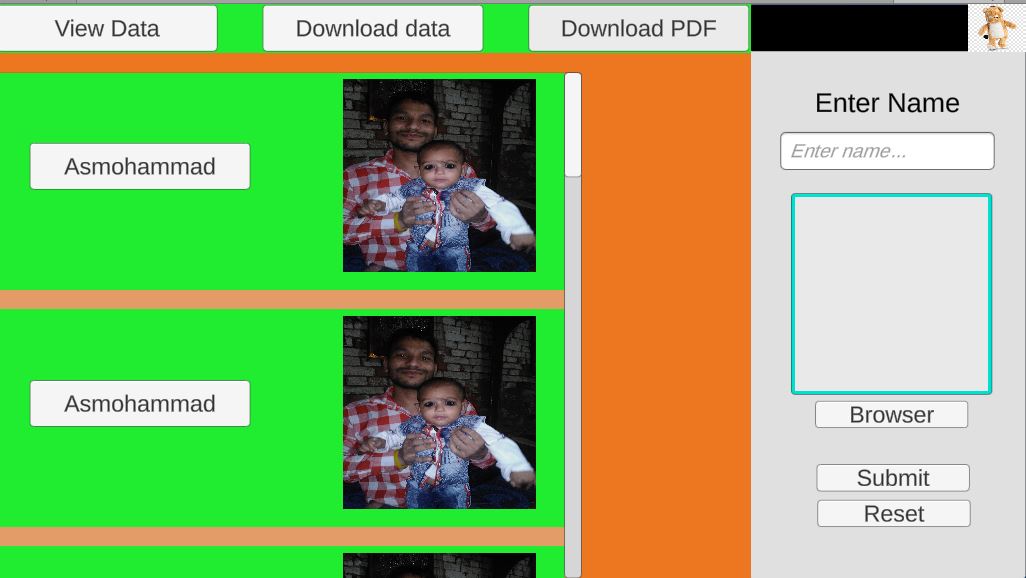 View Data
Download data
Download PDF
Enter Name
Enter name...
Asmohammad
Asmohammad
Browser
Submit
Reset